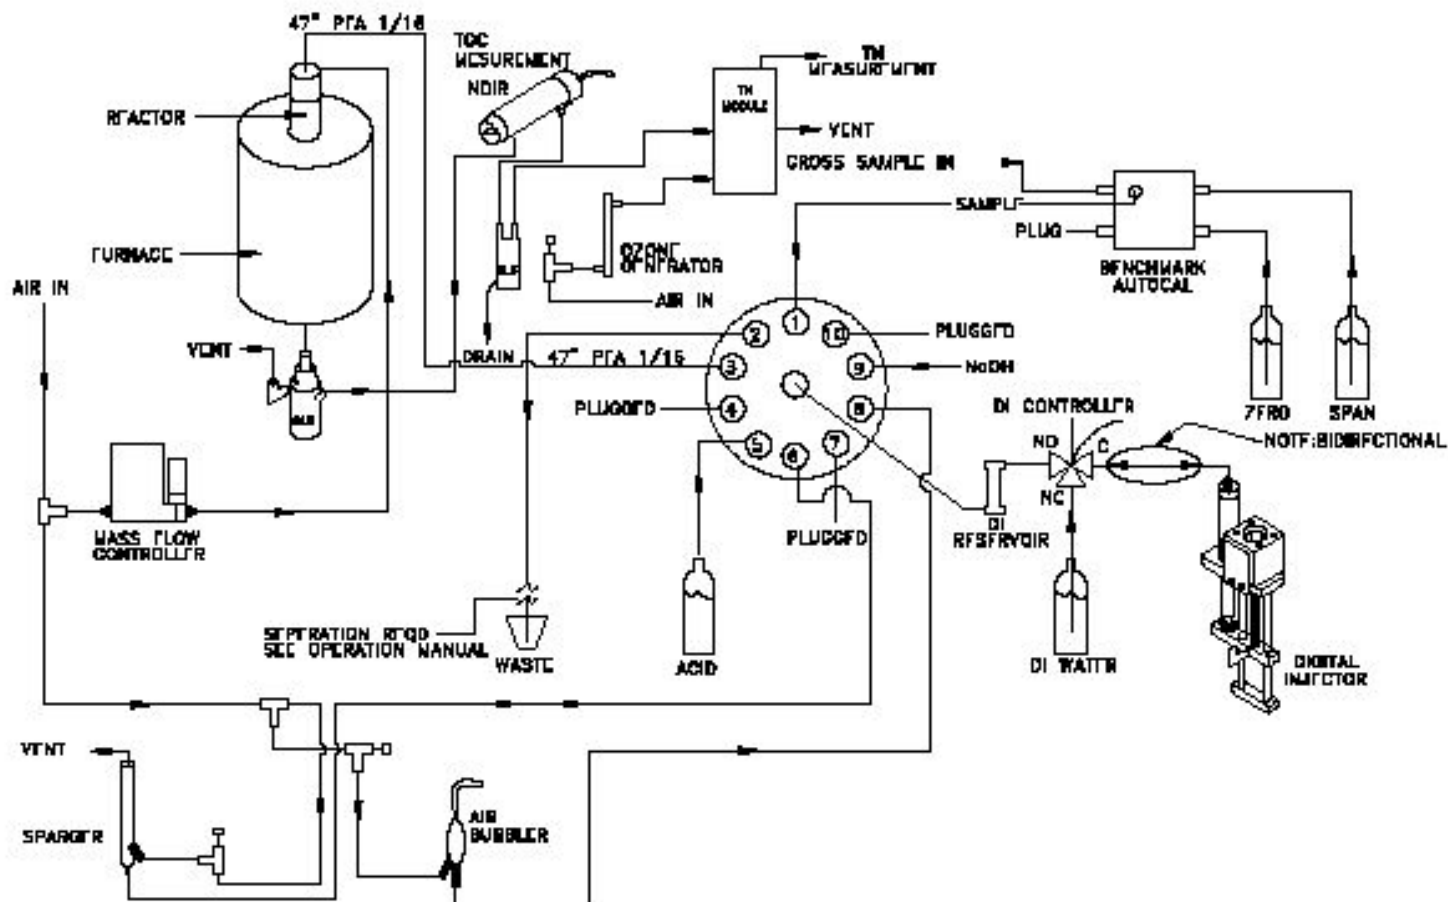 47" PFA 1/16
TOC
MESUREMENT
NDIR
TN
MEASUREMENT
TN
MODULE
VENT
REACTOR
GROSS SAMPLE IN
SAMPLE
PLUG
BENCHMARK
AUTOCAL
FURNACE
OZONE
GENERATOR
AIR IN
AIR IN
VENT
DRAIN
47" PFA 1/16
1
2
3
4
5
6
7
8
9
10
PLUGGED
NaOH
PLUGGED
ZERO
SPAN
DI CONTROLLER
NO
C
NC
NOTE:BIDIRECTIONAL
MASS FLOW
CONTROLLER
PLUGGED
DI
RESERVOIR
SEPERATION REQD
SEE OPERATION MANUAL
WASTE
ACID
DI WATER
DIGITAL
INJECTOR
VENT
SPARGER
AIR
BUBBLER